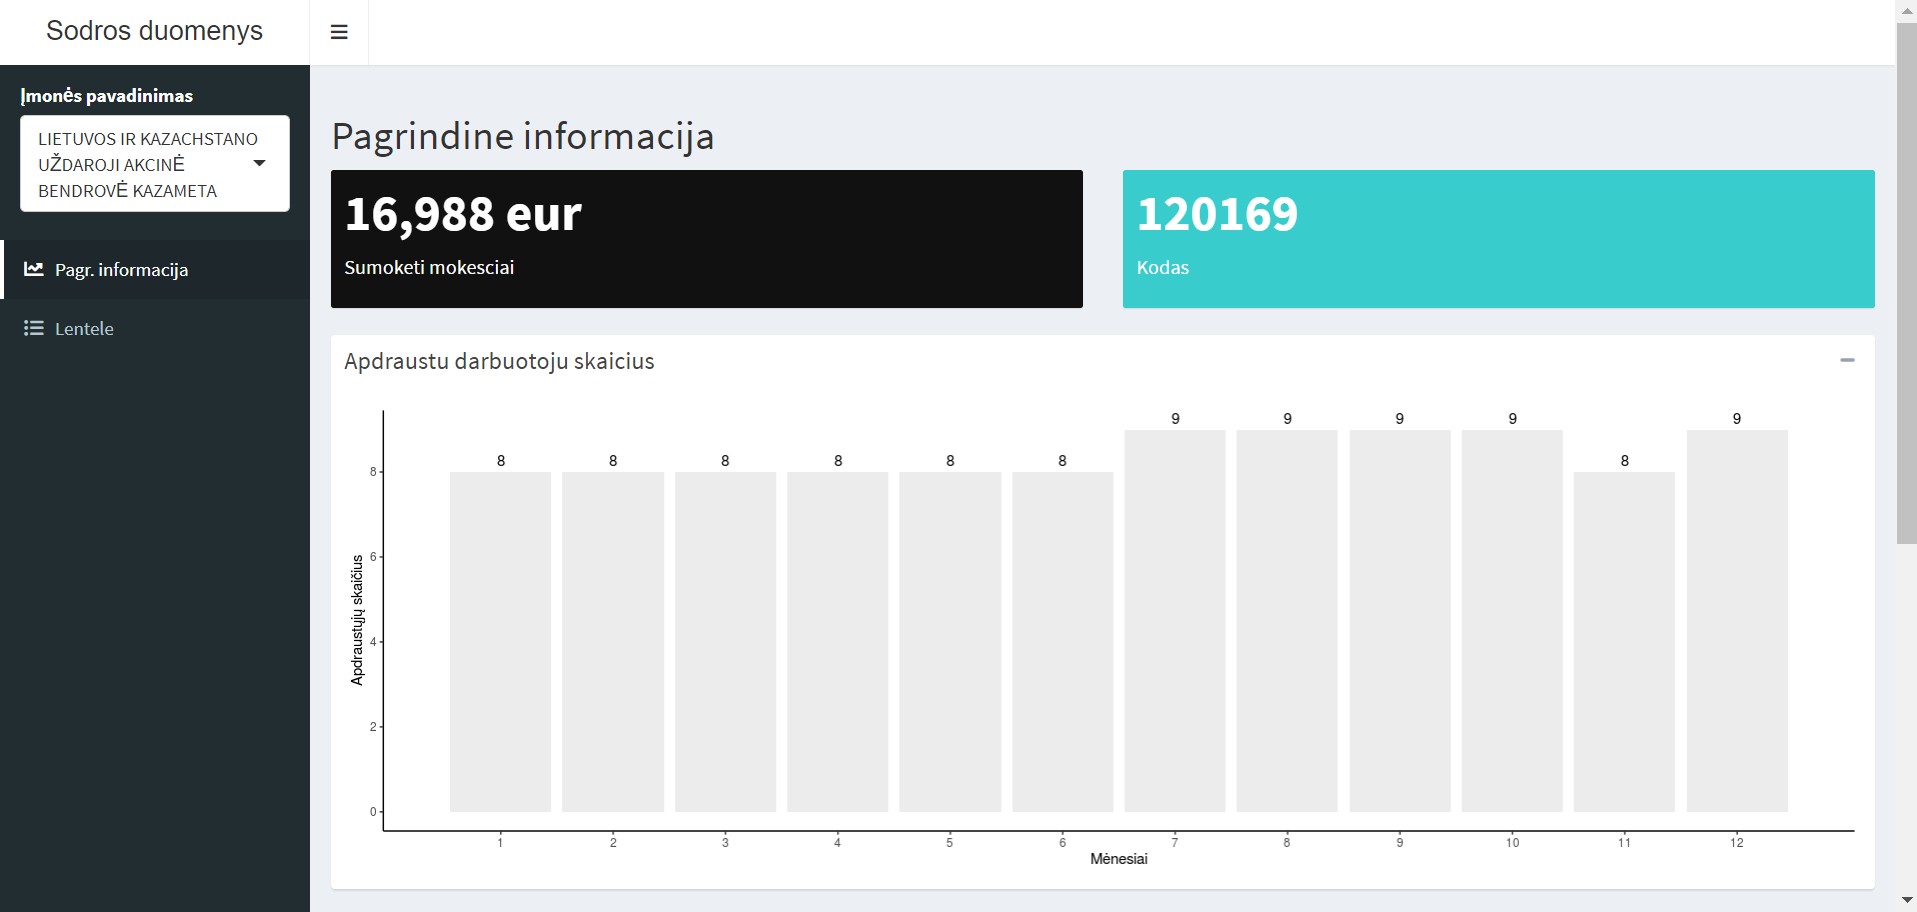 Sodros duomenys
Įmonės pavadinimas
LIETUVOS IR KAZACHSTANO
UŽDAROJI AKCINĖ
BENDROVĖ KAZAMETA
Pagr. informacija
Lentele
Pagrindine informacija
16,988 eur
Sumoketi mokesciai
120169
Kodas
Apdraustu darbuotoju skaicius
8 8 8 8 8 8 9 9 9 9 8 9
8
6
4
2
0
Apdraustųjų skaičius
1 2 3 4 5 6 7 8 9 10 11 12
Mėnesiai